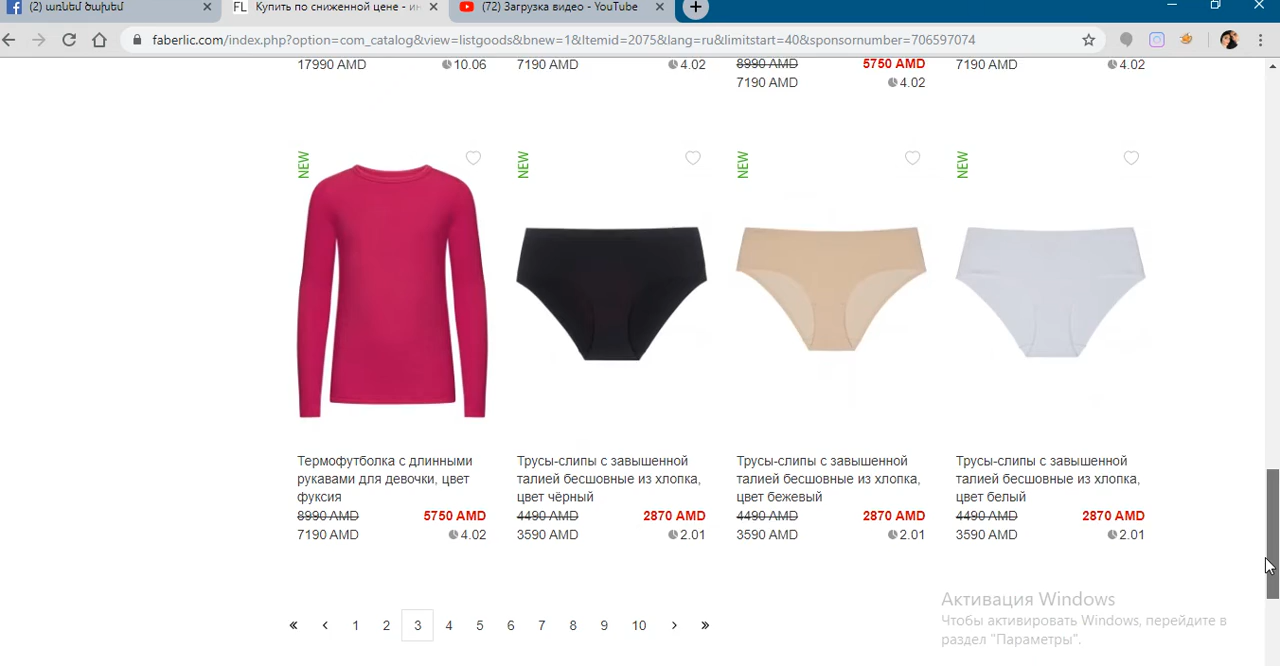 (2) առնեմ ծախեմ
FL Купить по сниженной цене - ин
(72) Загрузка видео - YouTube
faberlic.com/index.php?option=com_catalog&view=listgoods&bnew=1&Itemid=2075&lang=ru&limitstart=40&sponsornumber=706597074
17990 AMD 10.06
7190 AMD 4.02
8990 AMD 5750 AMD
7190 AMD 4.02
7190 AMD 4.02
NEW
NEW
NEW
NEW
Термофутболка с длинными
рукавами для девочки, цвет
фуксия
8990 AMD 5750 AMD
7190 AMD 4.02
Трусы-слипы с завышенной
талией бесшовные из хлопка,
цвет чёрный
4490 AMD 2870 AMD
3590 AMD 2.01
Трусы-слипы с завышенной
талией бесшовные из хлопка,
цвет бежевый
4490 AMD 2870 AMD
3590 AMD 2.01
Трусы-слипы с завышенной
талией бесшовные из хлопка,
цвет белый
4490 AMD 2870 AMD
3590 AMD 2.01
« ‹ 1 2 3 4 5 6 7 8 9 10 › »
Активация Windows
Чтобы активировать Windows, перейдите в
раздел "Параметры".